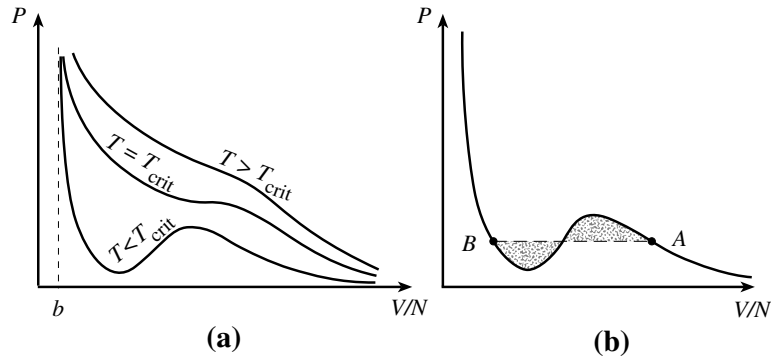 P
T > T_crit
T = T_crit
T < T_crit
b
V/N
(a)
P
B
A
V/N
(b)